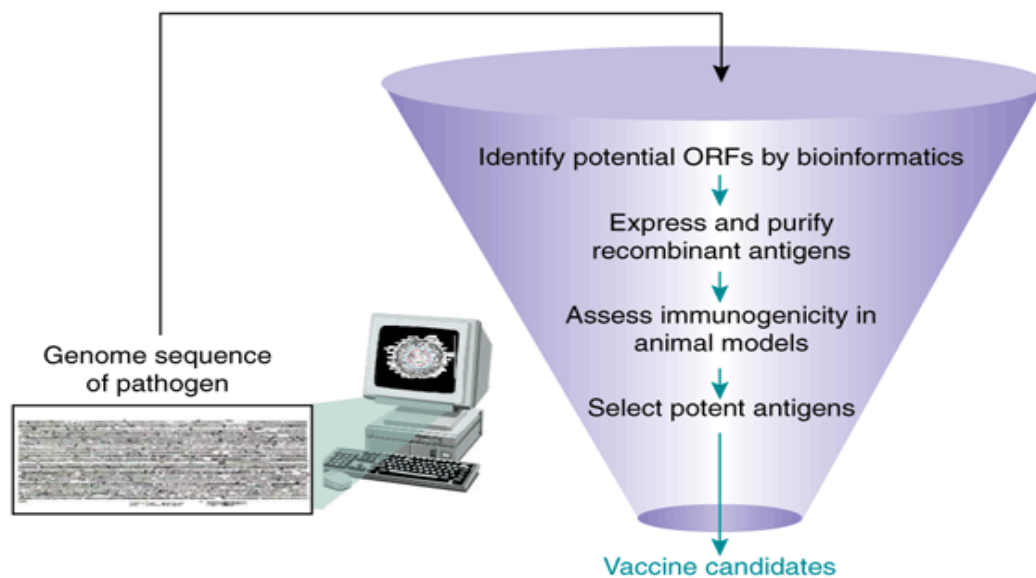 Genome sequence
of pathogen
Identify potential ORFs by bioinformatics
Express and purify
recombinant antigens
Assess immunogenicity in
animal models
Select potent antigens
Vaccine candidates